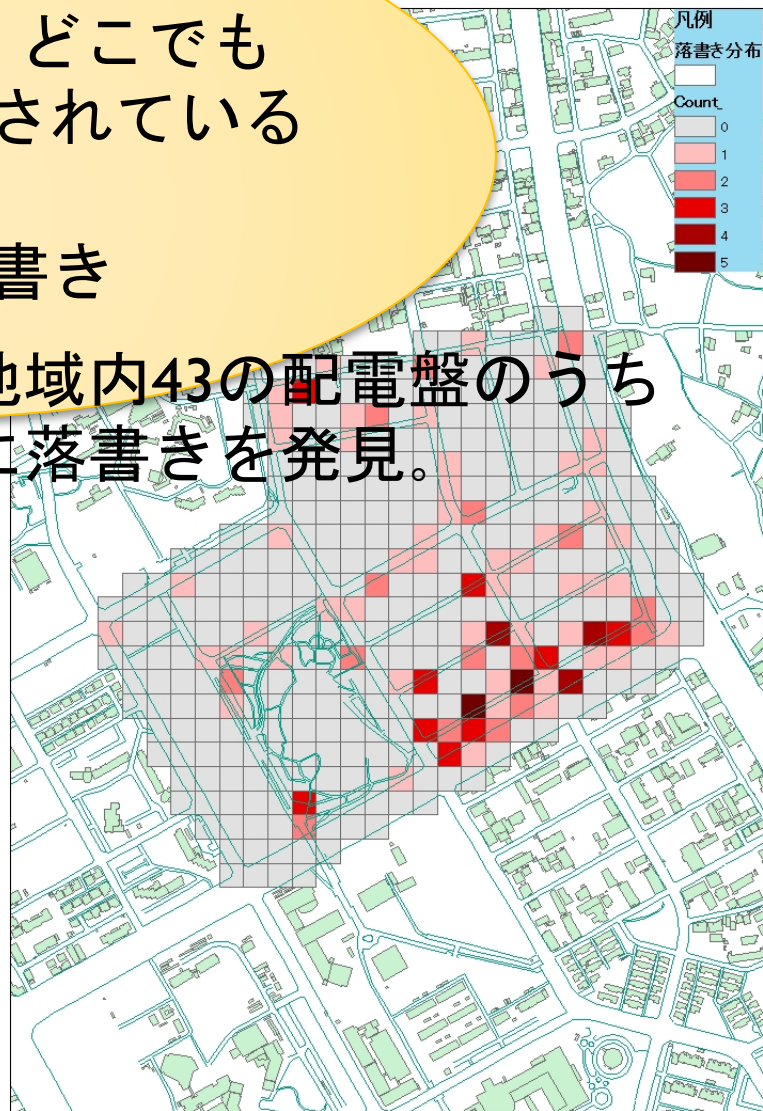 どこでも
されている
書き
地域内43の配電盤のうち
に落書きを発見。
凡例
落書き分布
Count_
0
1
2
3
4
5